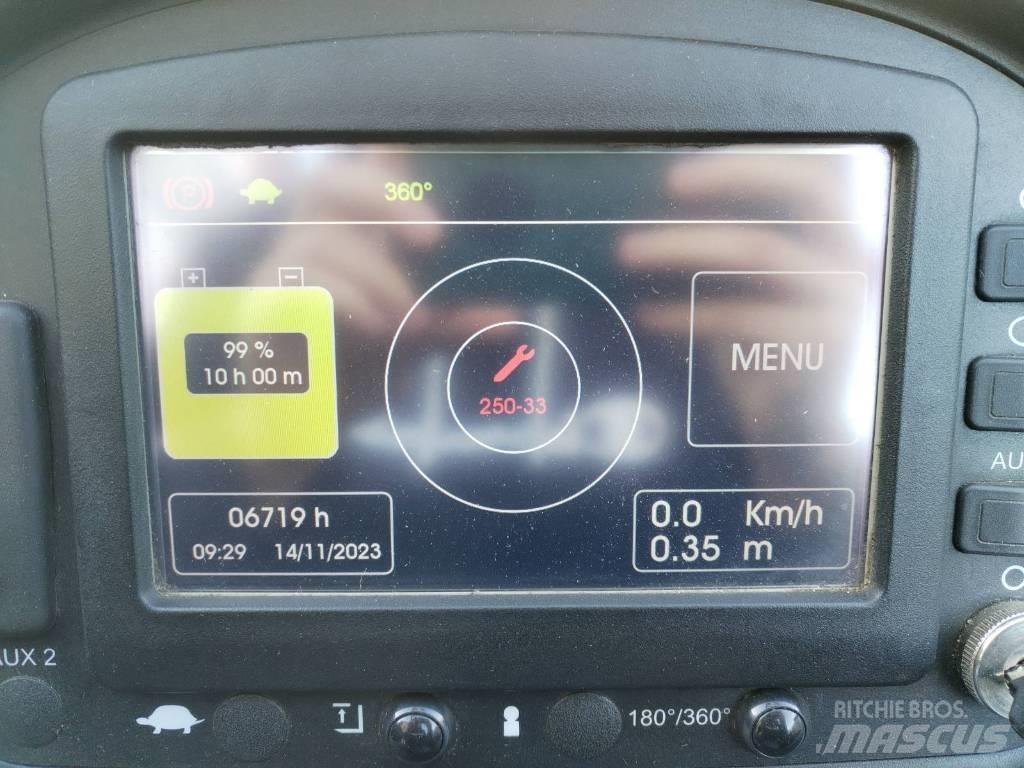 360°
+ −
99 %
10 h 00 m
250-33
MENU
06719 h
09:29 14/11/2023
0.0 Km/h
0.35 m
AUX 2
180°/360°
RITCHIE BROS.
MASCUS